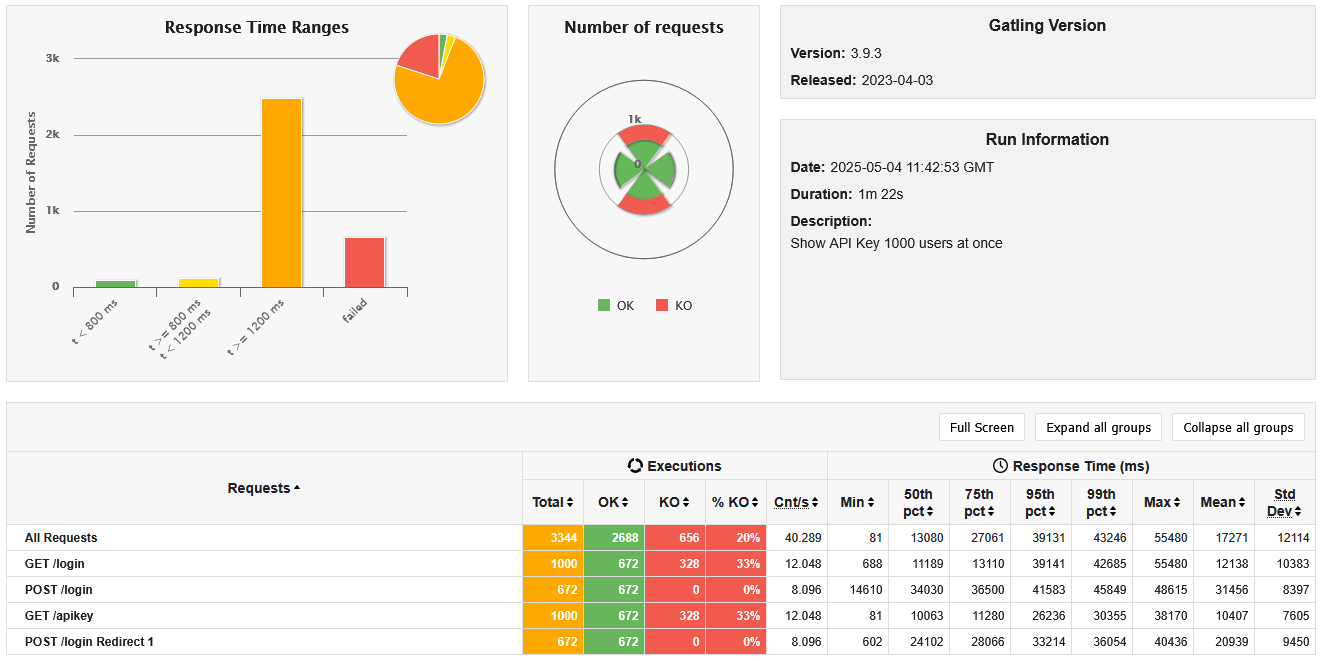 Response Time Ranges
Number of Requests
3k
2k
1k
0
t < 800 ms
t >= 800 ms
t < 1200 ms
t >= 1200 ms
failed
Number of requests
1k
0
OK
KO
Gatling Version
Version: 3.9.3
Released: 2023-04-03
Run Information
Date: 2025-05-04 11:42:53 GMT
Duration: 1m 22s
Description:
Show API Key 1000 users at once
Full Screen Expand all groups Collapse all groups
Requests
Executions
Response Time (ms)
Total OK KO % KO Cnt/s Min 50th pct 75th pct 95th pct 99th pct Max Mean Std Dev
All Requests 3344 2688 656 20% 40.289 81 13080 27061 39131 43246 55480 17271 12114
GET /login 1000 672 328 33% 12.048 688 11189 13110 39141 42685 55480 12138 10383
POST /login 672 672 0 0% 8.096 14610 34030 36500 41583 45849 48615 31456 8397
GET /apikey 1000 672 328 33% 12.048 81 10063 11280 26236 30355 38170 10407 7605
POST /login Redirect 1 672 672 0 0% 8.096 602 24102 28066 33214 36054 40436 20939 9450